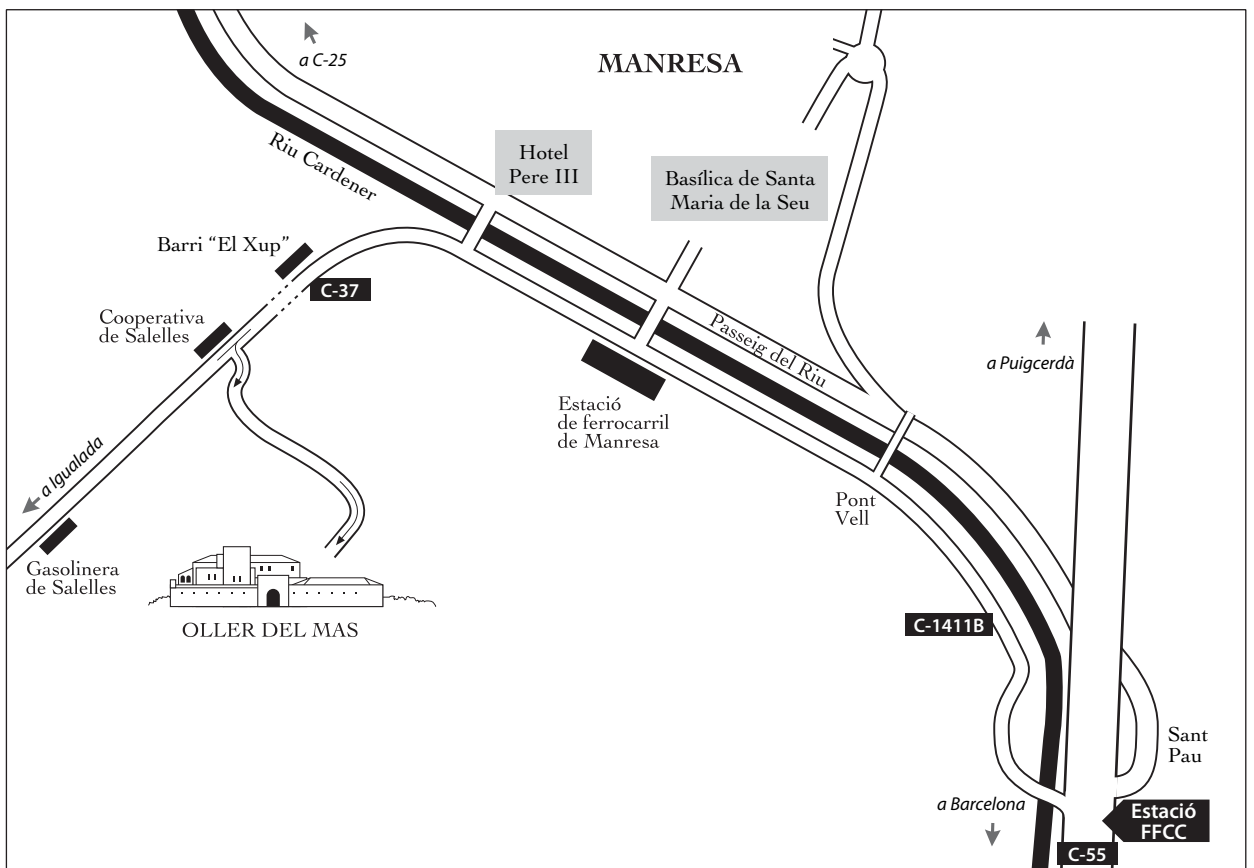 a C-25
MANRESA
Riu Cardener
Hotel
Pere III
Basílica de Santa
Maria de la Seu
Barri “El Xup”
C-37
Cooperativa
de Salelles
Passeig del Riu
a Puigcerdà
Estació
de ferrocarril
de Manresa
a Igualada
Pont
Vell
Gasolinera
de Salelles
OLLER DEL MAS
C-1411B
Sant
Pau
a Barcelona
Estació
FFCC
C-55